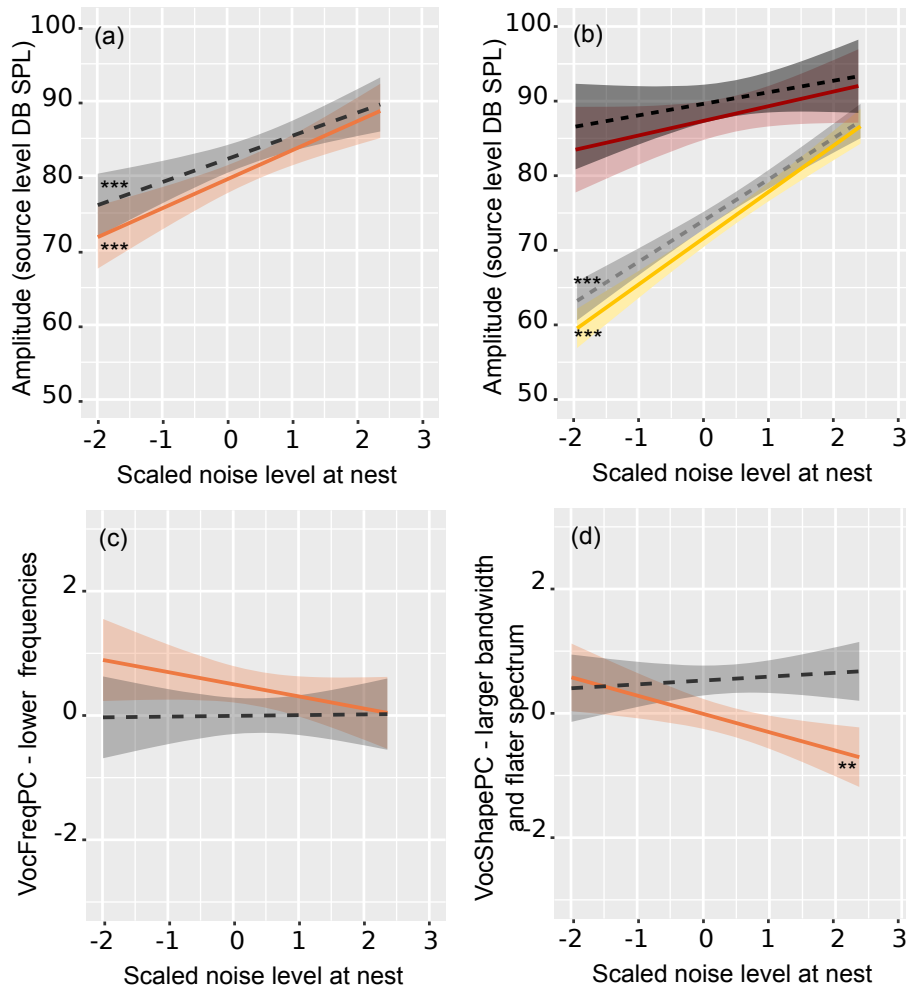 (a)
Amplitude (source level DB SPL)
100
90
80
70
60
50
***
***
-2 -1 0 1 2 3
Scaled noise level at nest
(b)
Amplitude (source level DB SPL)
100
90
80
70
60
50
***
***
-2 -1 0 1 2 3
Scaled noise level at nest
(c)
VocFreqPC - lower frequencies
2
0
-2
-2 -1 0 1 2 3
Scaled noise level at nest
(d)
VocShapePC - larger bandwidth
and flater spectrum
2
0
-2
**
-2 -1 0 1 2 3
Scaled noise level at nest